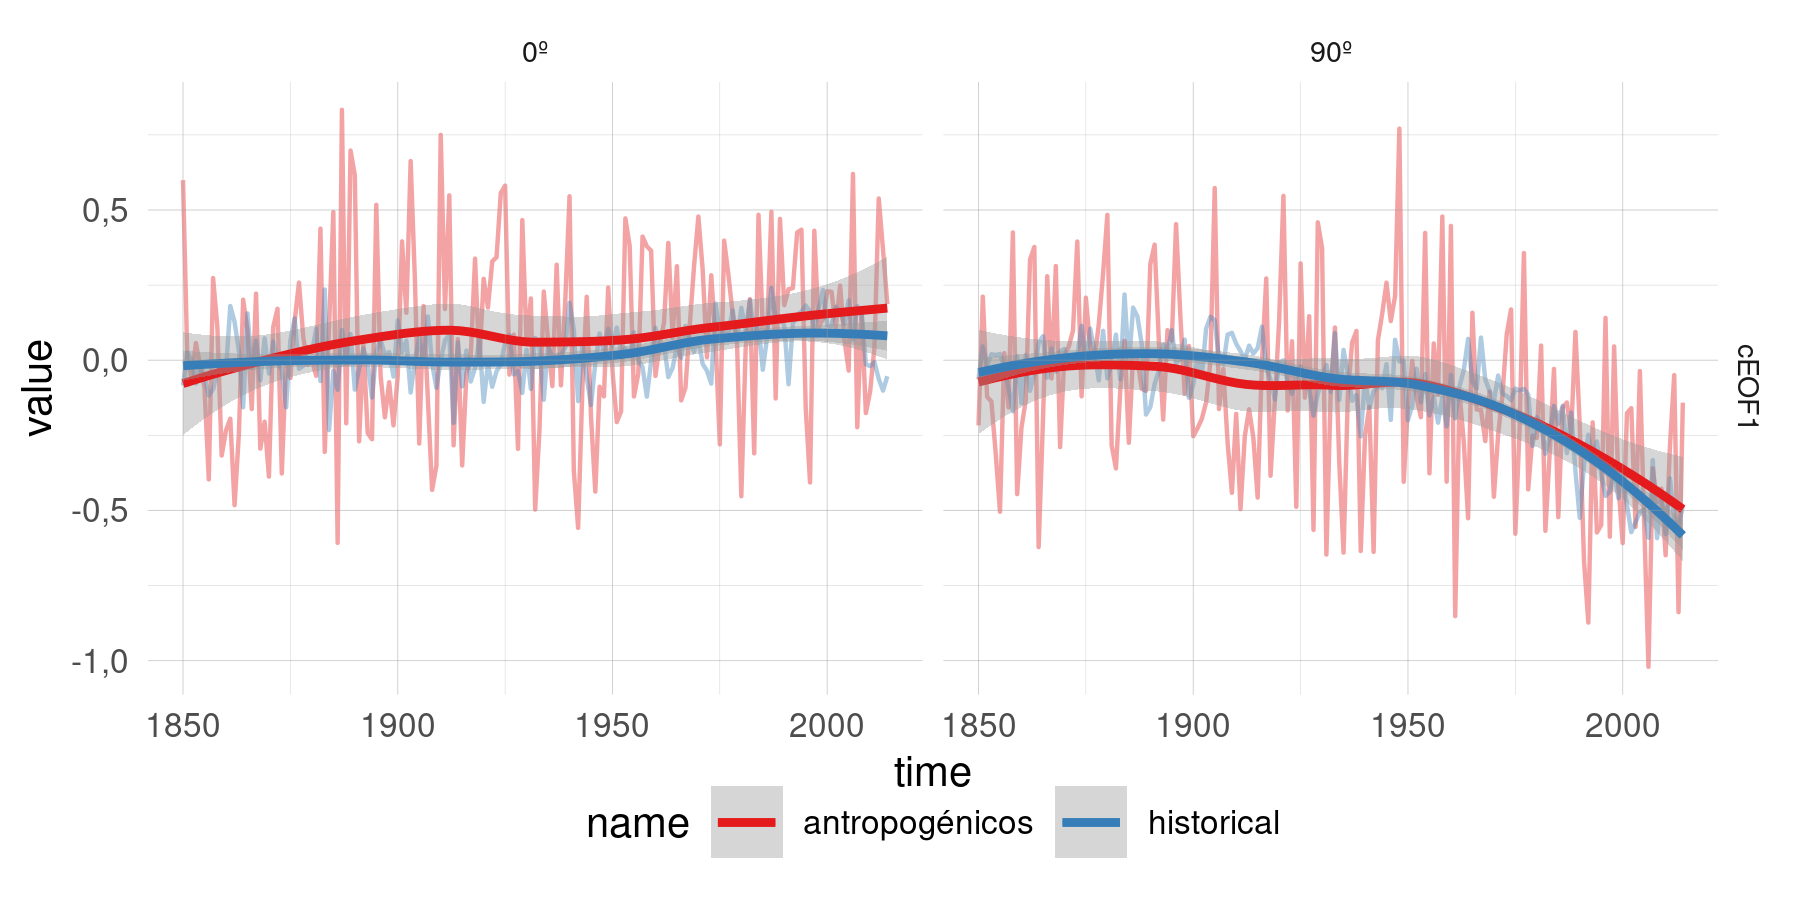 0º 90º
0,5
0,0
-0,5
-1,0
value
cEOF1
1850 1900 1950 2000 1850 1900 1950 2000
time
name antropogénicos historical